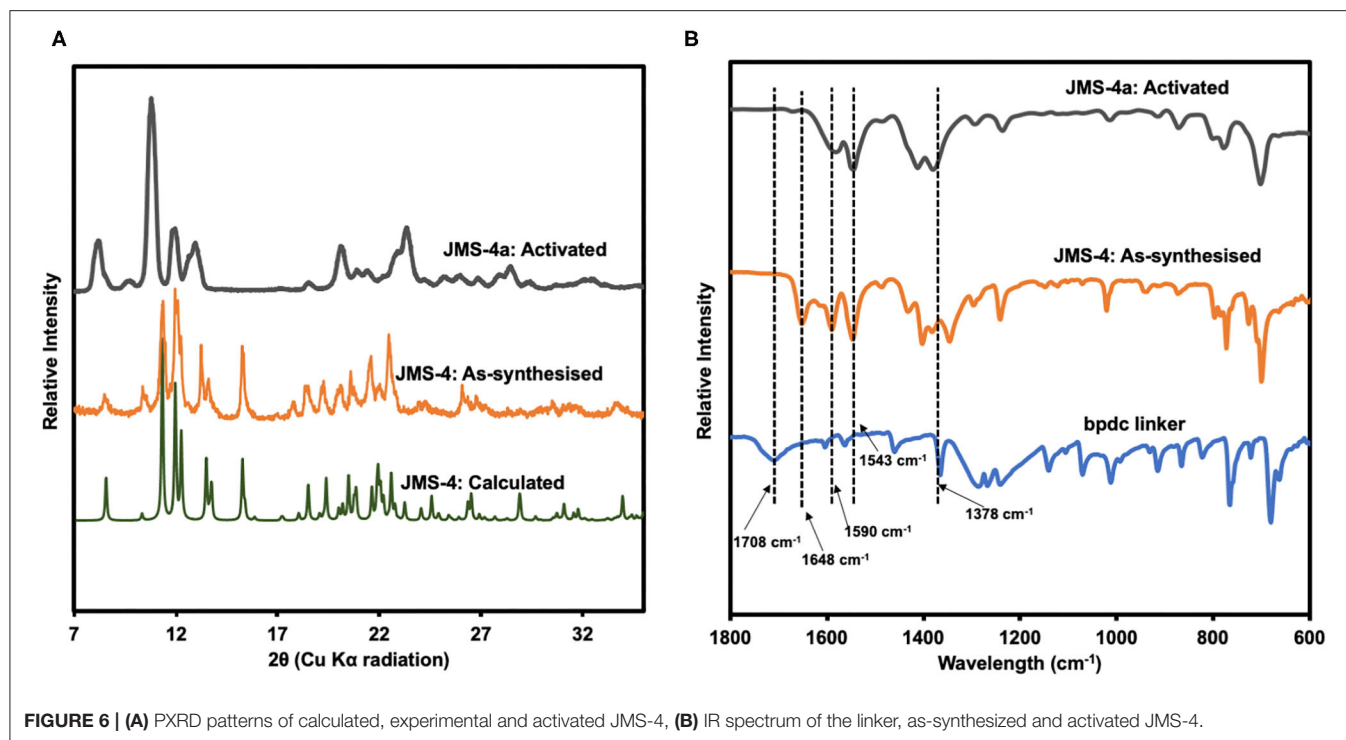 A
JMS-4a: Activated
JMS-4: As-synthesised
JMS-4: Calculated
Relative Intensity
7 12 17 22 27 32
2θ (Cu Kα radiation)
B
JMS-4a: Activated
JMS-4: As-synthesised
bpdc linker
1543 cm-1
1378 cm-1
1590 cm-1
1708 cm-1
1648 cm-1
Relative Intensity
1800 1600 1400 1200 1000 800 600
Wavelength (cm-1)
FIGURE 6 | (A) PXRD patterns of calculated, experimental and activated JMS-4, (B) IR spectrum of the linker, as-synthesized and activated JMS-4.